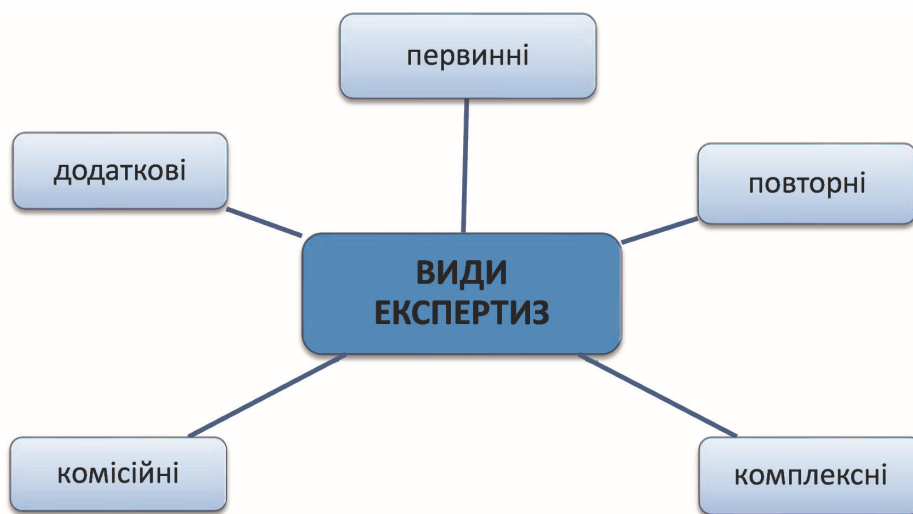 первинні
додаткові
повторні
ВИДИ
ЕКСПЕРТИЗ
комісійні
комплексні